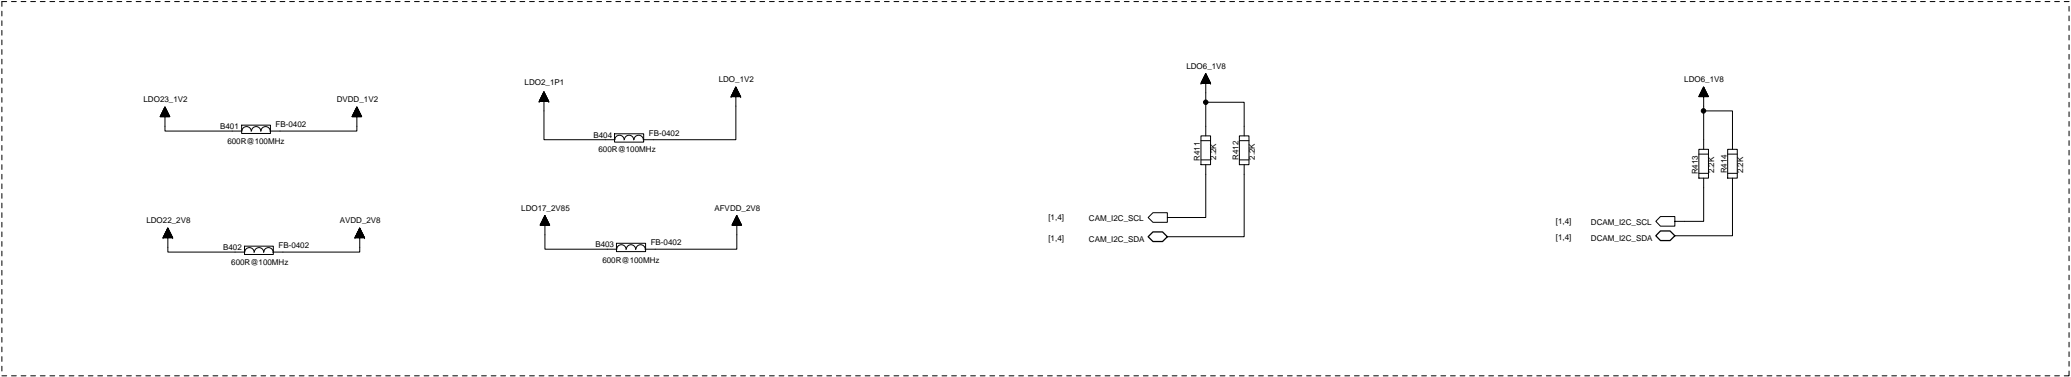 LDO23_1V2
DVDD_1V2
B401
FB-0402
600R@100MHz
LDO2_1P1
LDO_1V2
B404
FB-0402
600R@100MHz
LDO22_2V8
AVDD_2V8
B402
FB-0402
600R@100MHz
LDO17_2V85
AFVDD_2V8
B403
FB-0402
600R@100MHz
LDO6_1V8
R411
2.2K
R412
2.2K
[1,4] CAM_I2C_SCL
[1,4] CAM_I2C_SDA
LDO6_1V8
R413
2.2K
R414
2.2K
[1,4] DCAM_I2C_SCL
[1,4] DCAM_I2C_SDA